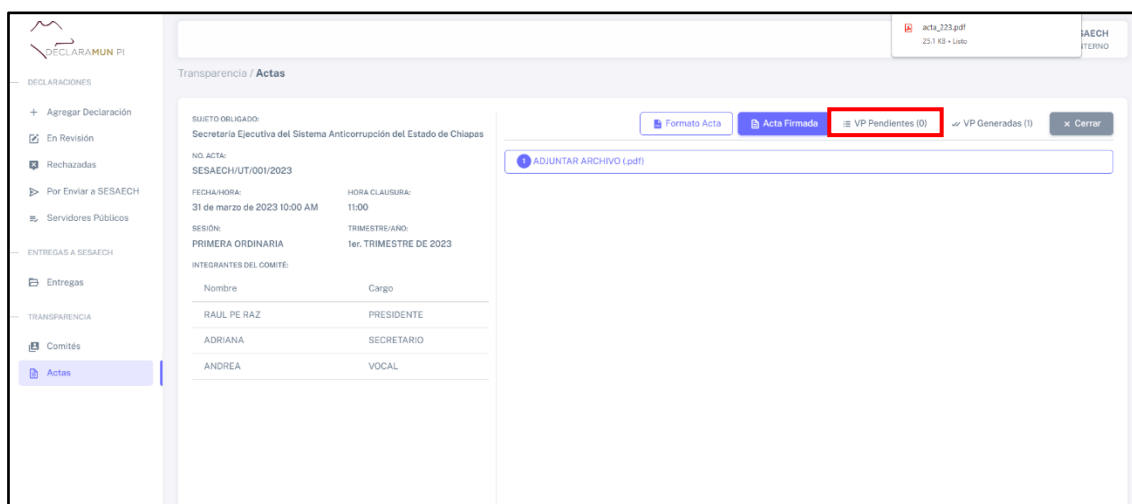 DECLARAMUN PI
acta_223.pdf
25.1 KB • Listo
TERNO
Transparencia / Actas
DECLARACIONES
+ Agregar Declaración
En Revisión
Rechazadas
Por Enviar a SESAECH
Servidores Públicos
ENTREGAS A SESAECH
Entregas
TRANSPARENCIA
Comités
Actas
SUJETO OBLIGADO:
Secretaría Ejecutiva del Sistema Anticorrupción del Estado de Chiapas
NO. ACTA:
SESAECH/UT/001/2023
FECHA/HORA: HORA CLAUSURA:
31 de marzo de 2023 10:00 AM 11:00
SESIÓN: TRIMESTRE/AÑO:
PRIMERA ORDINARIA 1er. TRIMESTRE DE 2023
INTEGRANTES DEL COMITÉ:
Nombre Cargo
RAUL PE RAZ PRESIDENTE
ADRIANA SECRETARIO
ANDREA VOCAL
Formato Acta Acta Firmada VP Pendientes (0) VP Generadas (1) × Cerrar
1 ADJUNTAR ARCHIVO (.pdf)